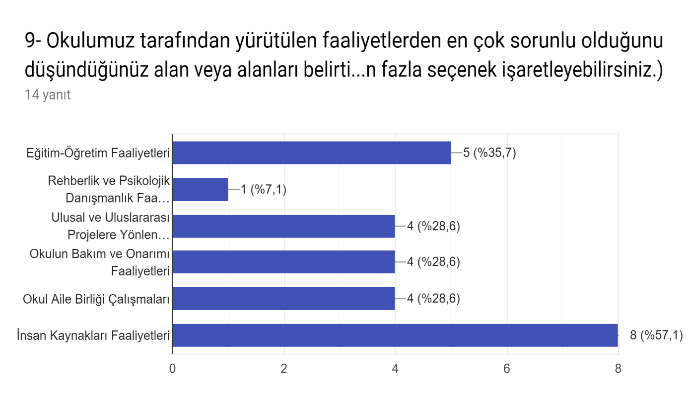 9- Okulumuz tarafından yürütülen faaliyetlerden en çok sorunlu olduğunu
düşündüğünüz alan veya alanları belirti...n fazla seçenek işaretleyebilirsiniz.)
14 yanıt
Eğitim-Öğretim Faaliyetleri
5 (%35,7)
Rehberlik ve Psikolojik
Danışmanlık Faa…
1 (%7,1)
Ulusal ve Uluslararası
Projelere Yönlen…
4 (%28,6)
Okulun Bakım ve Onarımı
Faaliyetleri
4 (%28,6)
Okul Aile Birliği Çalışmaları
4 (%28,6)
İnsan Kaynakları Faaliyetleri
8 (%57,1)
0 2 4 6 8